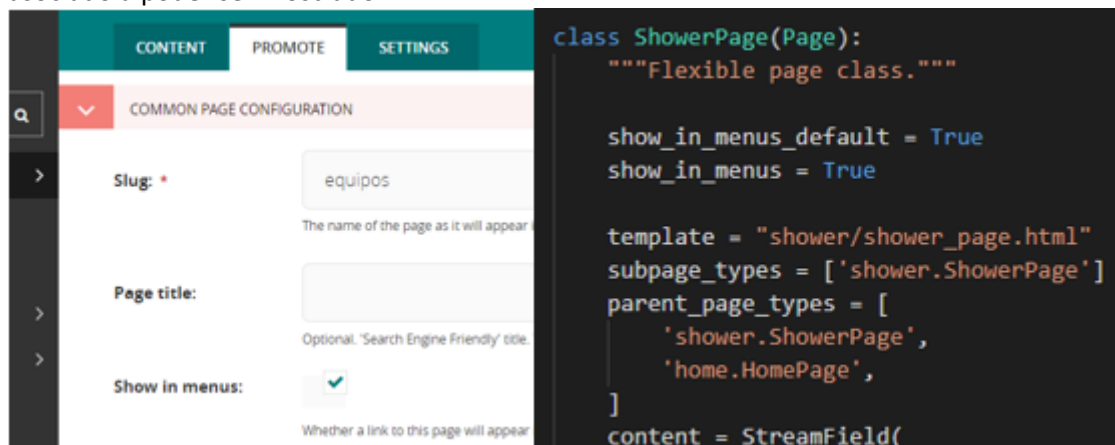 CONTENT PROMOTE SETTINGS
COMMON PAGE CONFIGURATION
Slug: *
equipos
The name of the page as it will appear i
Page title:
Optional. 'Search Engine Friendly' title.
Show in menus:
Whether a link to this page will appear
class ShowerPage(Page):
"""Flexible page class."""
show_in_menus_default = True
show_in_menus = True
template = "shower/shower_page.html"
subpage_types = ['shower.ShowerPage']
parent_page_types = [
'shower.ShowerPage',
'home.HomePage',
]
content = StreamField(